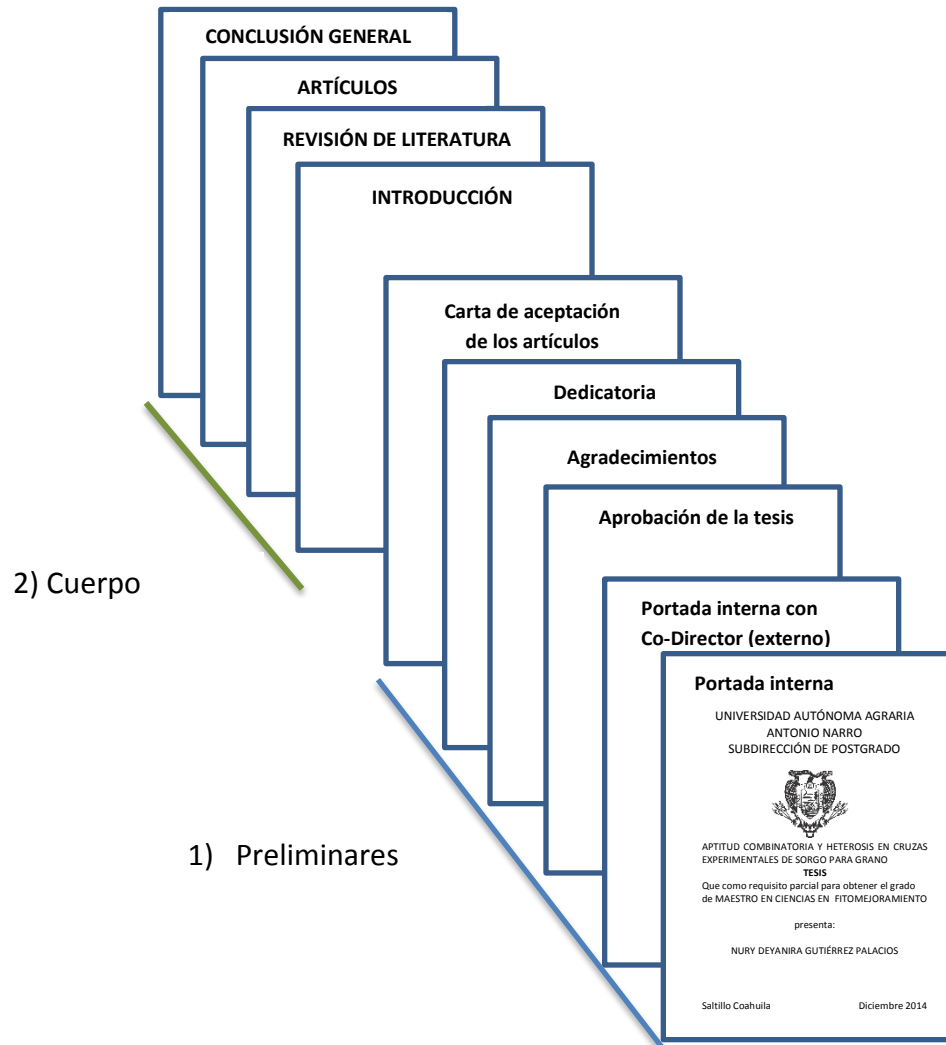 CONCLUSIÓN GENERAL
ARTÍCULOS
REVISIÓN DE LITERATURA
INTRODUCCIÓN
Carta de aceptación
de los artículos
Dedicatoria
Agradecimientos
Aprobación de la tesis
2) Cuerpo
Portada interna con
Co-Director (externo)
Portada interna
UNIVERSIDAD AUTÓNOMA AGRARIA
ANTONIO NARRO
SUBDIRECCIÓN DE POSTGRADO
1) Preliminares
APTITUD COMBINATORIA Y HETEROSIS EN CRUZAS
EXPERIMENTALES DE SORGO PARA GRANO
TESIS
Que como requisito parcial para obtener el grado
de MAESTRO EN CIENCIAS EN FITOMEJORAMIENTO
presenta:
NURY DEYANIRA GUTIÉRREZ PALACIOS
Saltillo Coahuila Diciembre 2014